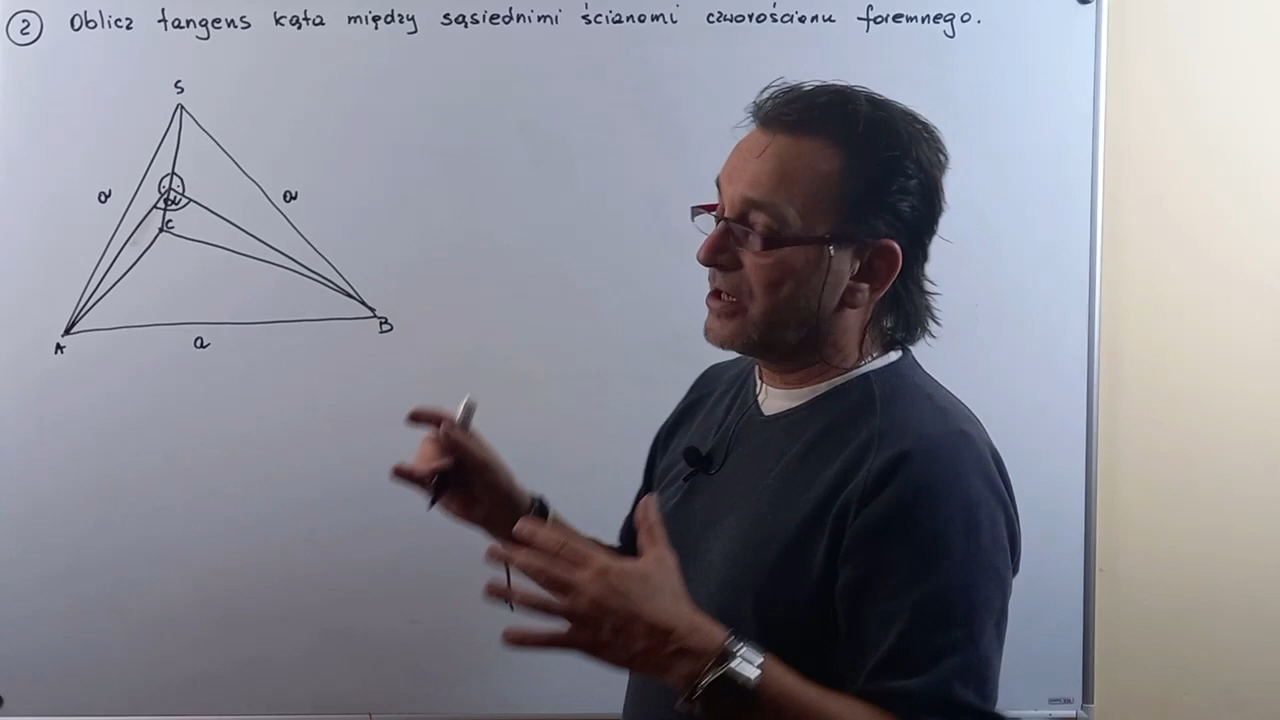 2 Oblicz tangens kąta między sąsiednimi ścianami czworościanu foremnego.
S
a a
α
C
A B
a